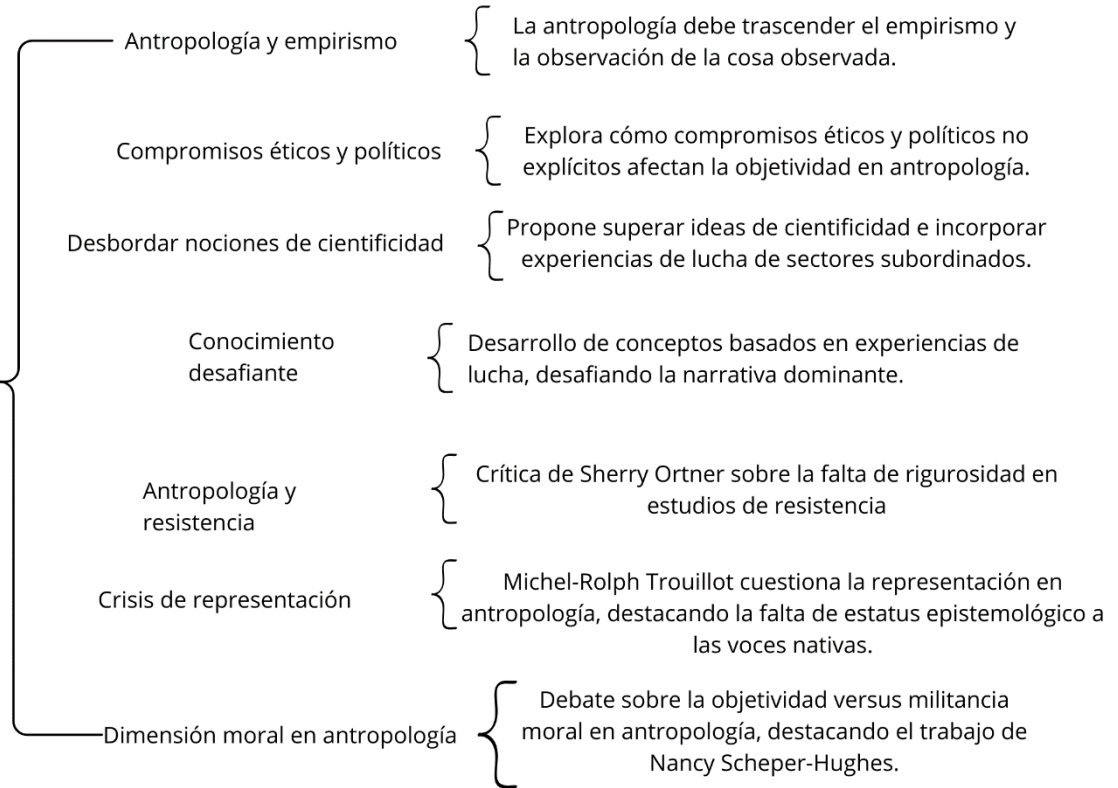 Antropología y empirismo
La antropología debe trascender el empirismo y
la observación de la cosa observada.
Compromisos éticos y políticos
Explora cómo compromisos éticos y políticos no
explícitos afectan la objetividad en antropología.
Desbordar nociones de cientificidad
Propone superar ideas de cientificidad e incorporar
experiencias de lucha de sectores subordinados.
Conocimiento
desafiante
Desarrollo de conceptos basados en experiencias de
lucha, desafiando la narrativa dominante.
Antropología y
resistencia
Crítica de Sherry Ortner sobre la falta de rigurosidad en
estudios de resistencia
Crisis de representación
Michel-Rolph Trouillot cuestiona la representación en
antropología, destacando la falta de estatus epistemológico a
las voces nativas.
Dimensión moral en antropología
Debate sobre la objetividad versus militancia
moral en antropología, destacando el trabajo de
Nancy Scheper-Hughes.